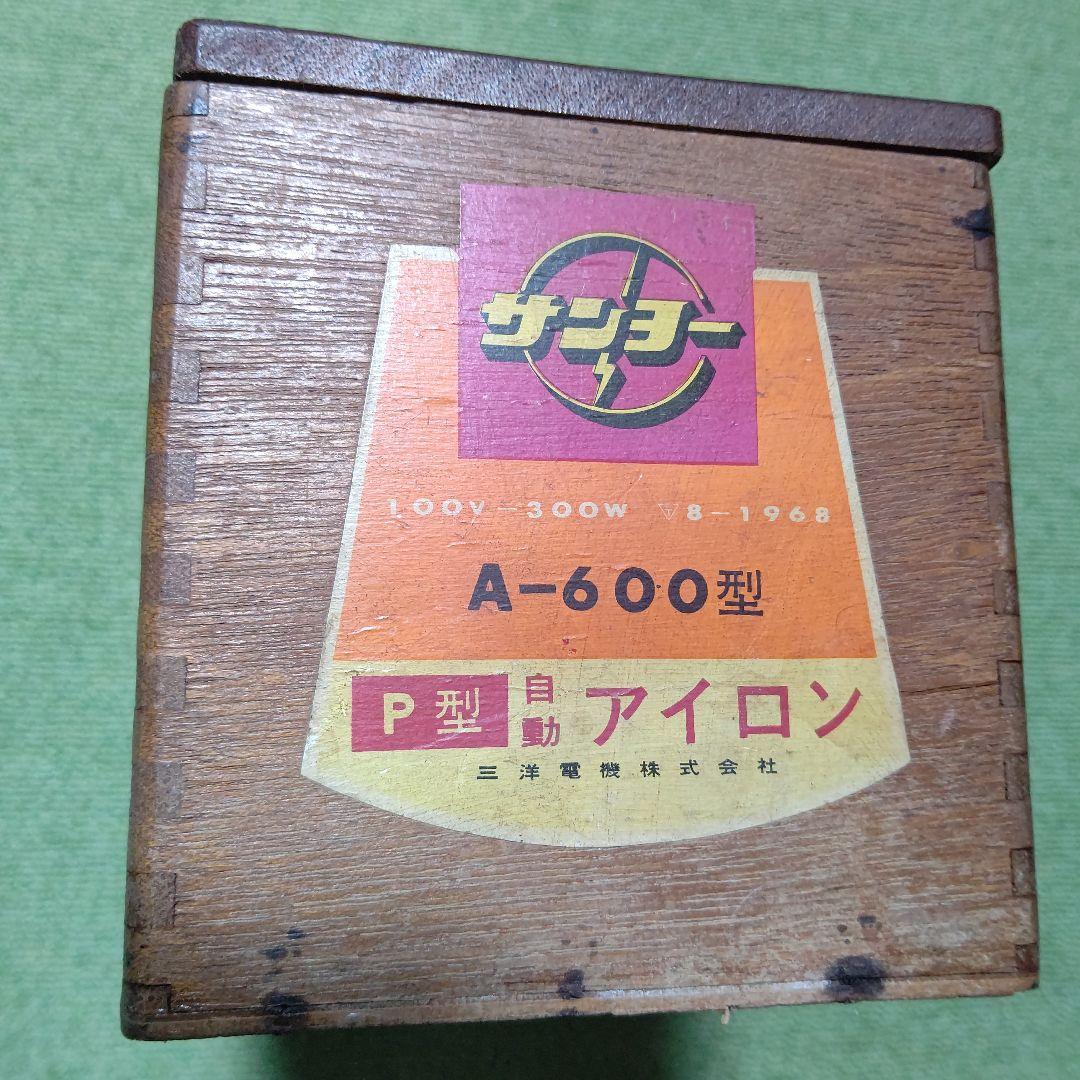 サンヨー
100V－300W 〒8－1968
A－600型
P型 自動 アイロン
三洋電機株式会社